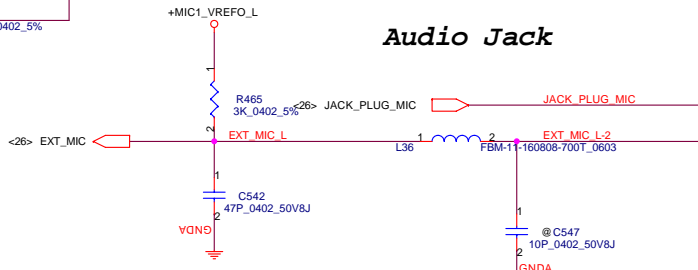 0402_5%
+MIC1_VREFO_L
Audio Jack
1
R465
3K_0402_5%
2
<26> JACK_PLUG_MIC
JACK_PLUG_MIC
<26> EXT_MIC
EXT_MIC_L
L36
1
2
FBM-11-160808-700T_0603
EXT_MIC_L-2
1
C542
47P_0402_50V8J
2
GNDA
1
@C547
10P_0402_50V8J
2
GNDA